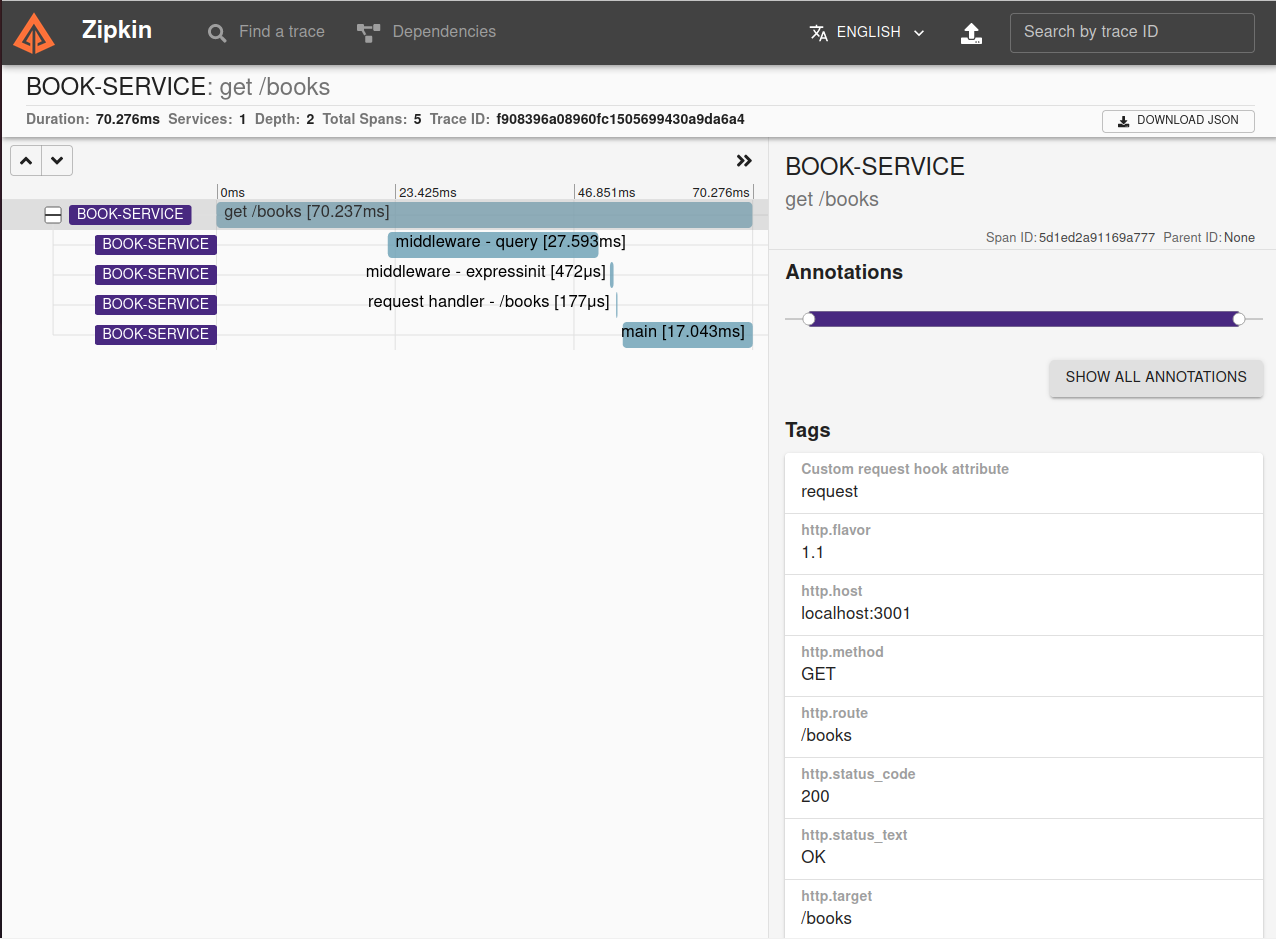 Zipkin
Find a trace
Dependencies
ENGLISH
Search by trace ID
BOOK-SERVICE: get /books
Duration: 70.276ms Services: 1 Depth: 2 Total Spans: 5 Trace ID: f908396a08960fc1505699430a9da6a4
DOWNLOAD JSON
0ms 23.425ms 46.851ms 70.276ms
BOOK-SERVICE get /books [70.237ms]
BOOK-SERVICE middleware - query [27.593ms]
BOOK-SERVICE middleware - expressinit [472μs]
BOOK-SERVICE request handler - /books [177μs]
BOOK-SERVICE main [17.043ms]
BOOK-SERVICE
get /books
Span ID: 5d1ed2a91169a777 Parent ID: None
Annotations
SHOW ALL ANNOTATIONS
Tags
Custom request hook attribute
request
http.flavor
1.1
http.host
localhost:3001
http.method
GET
http.route
/books
http.status_code
200
http.status_text
OK
http.target
/books